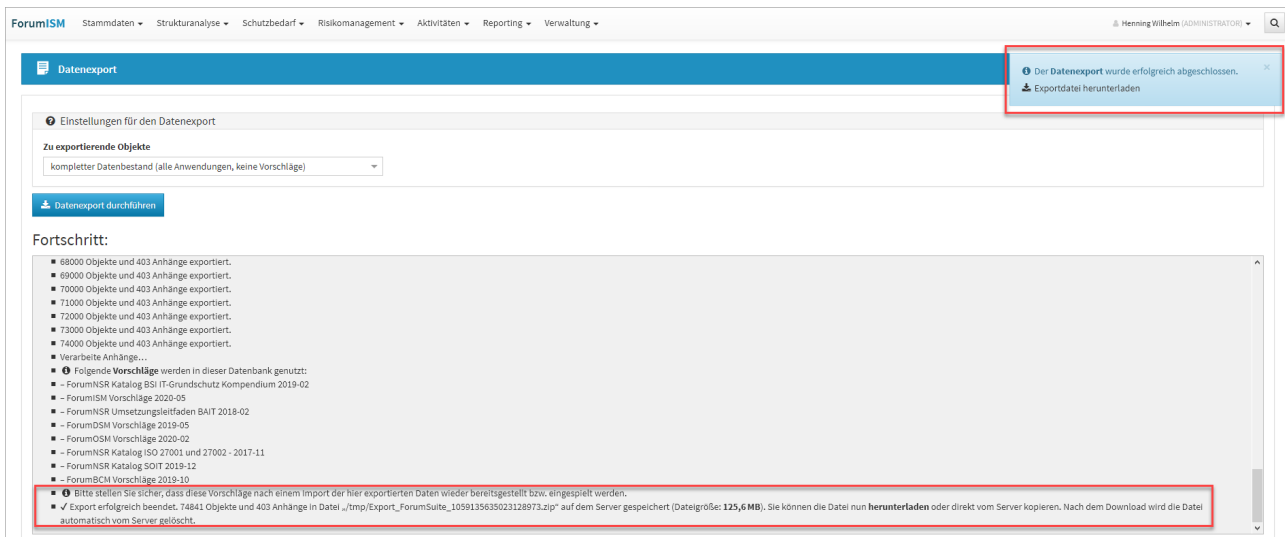 ForumISM Stammdaten Strukturanalyse Schutzbedarf Risikomanagement Aktivitäten Reporting Verwaltung Henning Wilhelm (ADMINISTRATOR)
Datenexport
Der Datenexport wurde erfolgreich abgeschlossen. ×
Exportdatei herunterladen
Einstellungen für den Datenexport
Zu exportierende Objekte
kompletter Datenbestand (alle Anwendungen, keine Vorschläge)
Datenexport durchführen
Fortschritt:
68000 Objekte und 403 Anhänge exportiert.
69000 Objekte und 403 Anhänge exportiert.
70000 Objekte und 403 Anhänge exportiert.
71000 Objekte und 403 Anhänge exportiert.
72000 Objekte und 403 Anhänge exportiert.
73000 Objekte und 403 Anhänge exportiert.
74000 Objekte und 403 Anhänge exportiert.
Verarbeite Anhänge...
Folgende Vorschläge werden in dieser Datenbank genutzt:
– ForumNSR Katalog BSI IT-Grundschutz Kompendium 2019-02
– ForumISM Vorschläge 2020-05
– ForumNSR Umsetzungsleitfaden BAIT 2018-02
– ForumDSM Vorschläge 2019-05
– ForumOSM Vorschläge 2020-02
– ForumNSR Katalog ISO 27001 und 27002 - 2017-11
– ForumNSR Katalog SOIT 2019-12
– ForumBCM Vorschläge 2019-10
Bitte stellen Sie sicher, dass diese Vorschläge nach einem Import der hier exportierten Daten wieder bereitsgestellt bzw. eingespielt werden.
✓ Export erfolgreich beendet. 74841 Objekte und 403 Anhänge in Datei „/tmp/Export_ForumSuite_1059135635023128973.zip“ auf dem Server gespeichert (Dateigröße: 125,6 MB). Sie können die Datei nun herunterladen oder direkt vom Server kopieren. Nach dem Download wird die Datei
automatisch vom Server gelöscht.